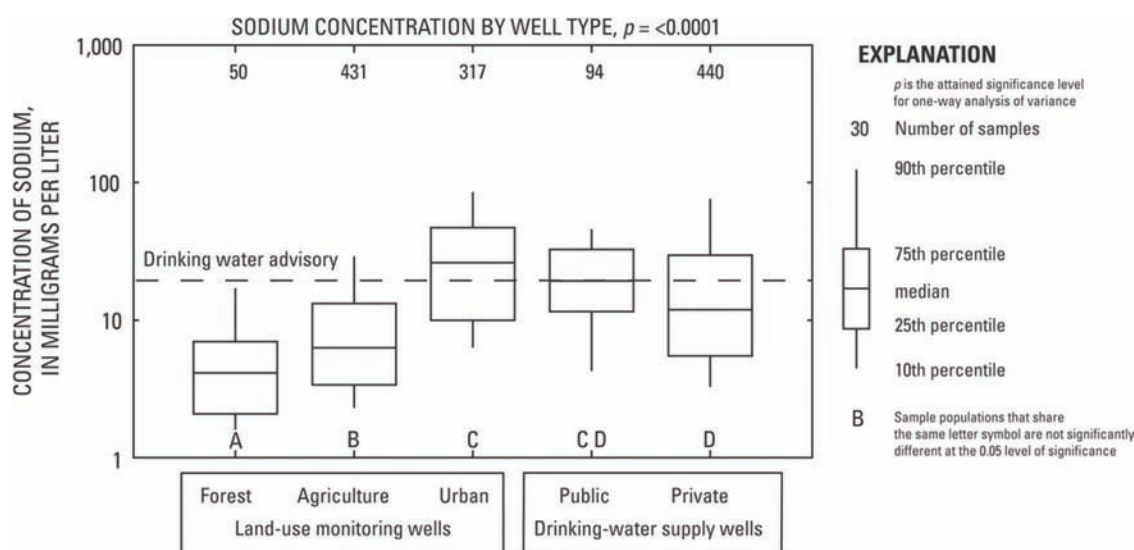 SODIUM CONCENTRATION BY WELL TYPE, p = <0.0001
CONCENTRATION OF SODIUM,
IN MILLIGRAMS PER LITER
1,000
100
10
1
50 431 317 94 440
Drinking water advisory
A B C C D D
Forest Agriculture Urban Public Private
Land-use monitoring wells Drinking-water supply wells
EXPLANATION
p is the attained significance level
for one-way analysis of variance
30 Number of samples
90th percentile
75th percentile
median
25th percentile
10th percentile
B Sample populations that share
the same letter symbol are not significantly
different at the 0.05 level of significance